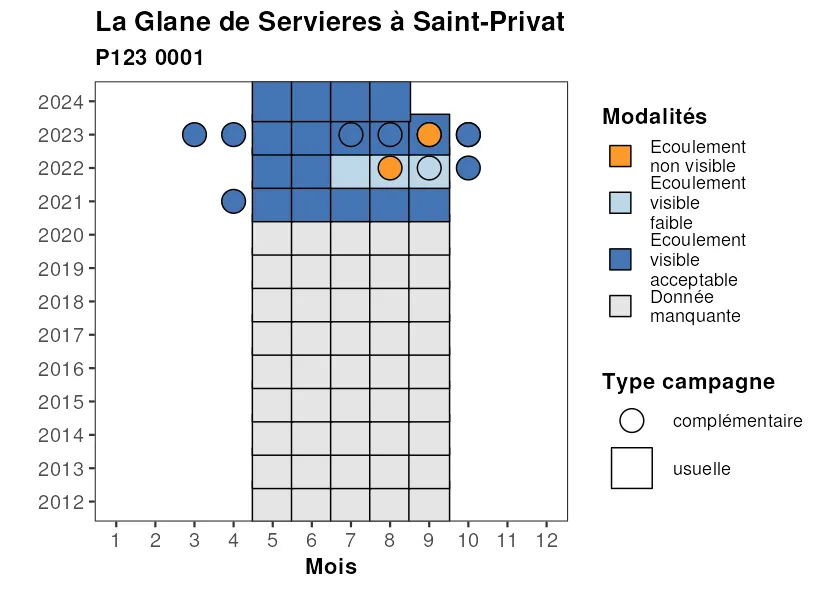 La Glane de Servieres à Saint-Privat
P123 0001
2024
2023
2022
2021
2020
2019
2018
2017
2016
2015
2014
2013
2012
1 2 3 4 5 6 7 8 9 10 11 12
Mois
Modalités
Ecoulement
non visible
Ecoulement
visible
faible
Ecoulement
visible
acceptable
Donnée
manquante
Type campagne
complémentaire
usuelle